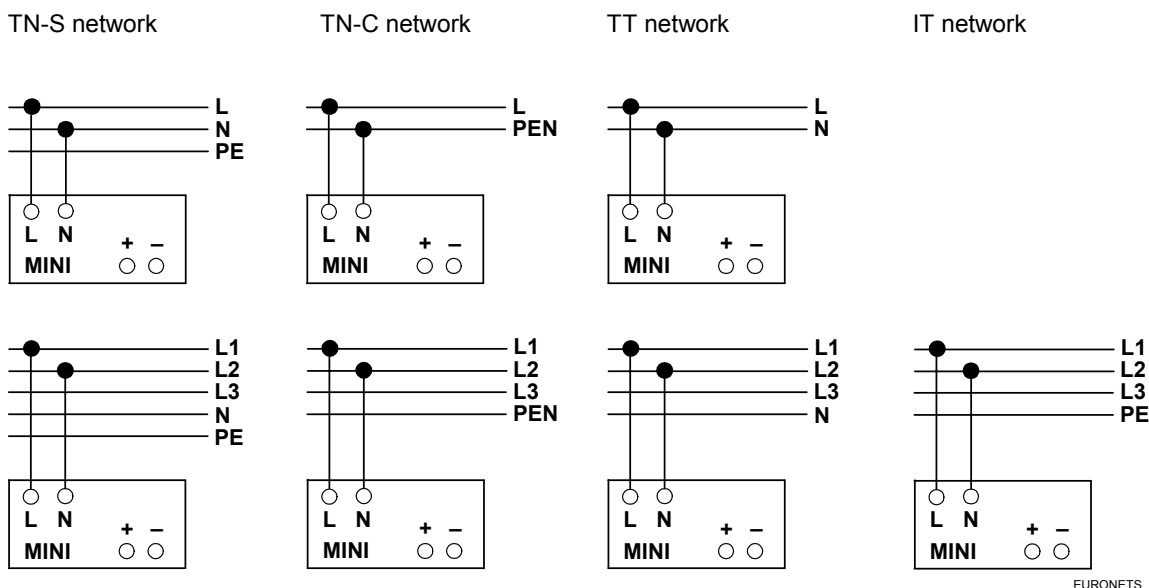 TN-S network
TN-C network
TT network
IT network
L
N
PE
L N
+ –
MINI
L
PEN
L N
+ –
MINI
L
N
L N
+ –
MINI
L1
L2
L3
N
PE
L N
+ –
MINI
L1
L2
L3
PEN
L N
+ –
MINI
L1
L2
L3
N
L N
+ –
MINI
L1
L2
L3
PE
L N
+ –
MINI
EURONETS